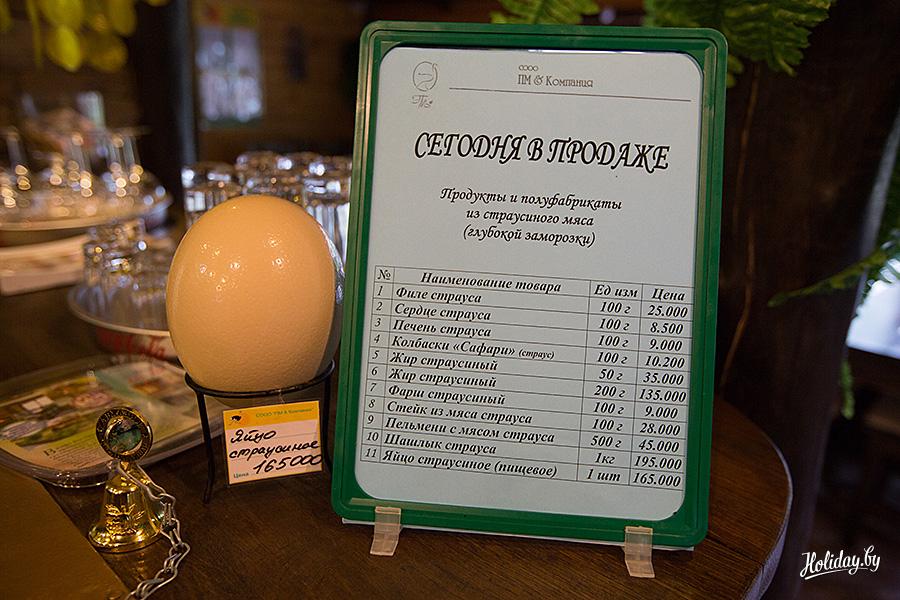 СООО
ПМ & Компания
СЕГОДНЯ В ПРОДАЖЕ
Продукты и полуфабрикаты
из страусиного мяса
(глубокой заморозки)
№ Наименование товара Ед изм Цена
1 Филе страуса 100 г 25.000
2 Сердце страуса 100 г 8.500
3 Печень страуса 100 г 9.000
4 Колбаски «Сафари» (страус) 100 г 10.200
5 Жир страусиный 50 г 35.000
6 Жир страусиный 200 г 135.000
7 Фарш страусиный 100 г 9.000
8 Стейк из мяса страуса 100 г 28.000
9 Пельмени с мясом страуса 500 г 45.000
10 Шашлык страуса 1кг 195.000
11 Яйцо страусиное (пищевое) 1 шт 165.000
СООО "ПМ & Компания"
Яйцо
страусиное
Цена 165000
Holiday.by